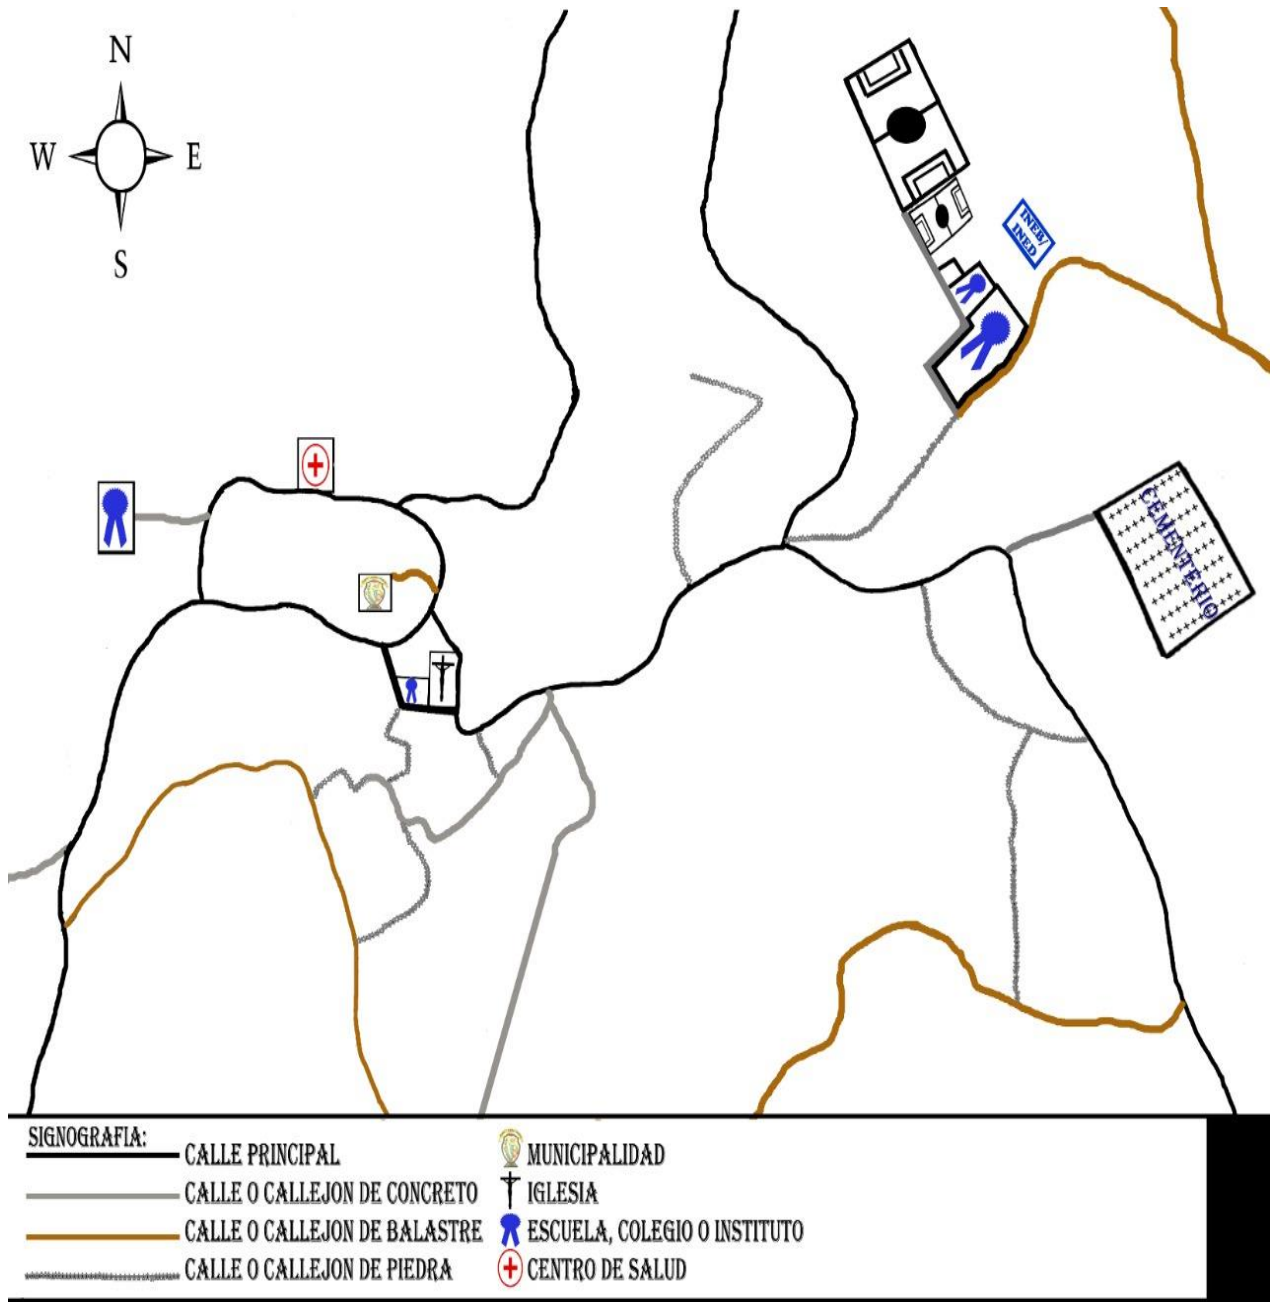 N
W E
S
INEB/
INED
CEMENTERIO
SIGNOGRAFIA:
CALLE PRINCIPAL
CALLE O CALLEJON DE CONCRETO
CALLE O CALLEJON DE BALASTRE
CALLE O CALLEJON DE PIEDRA
MUNICIPALIDAD
IGLESIA
ESCUELA, COLEGIO O INSTITUTO
CENTRO DE SALUD